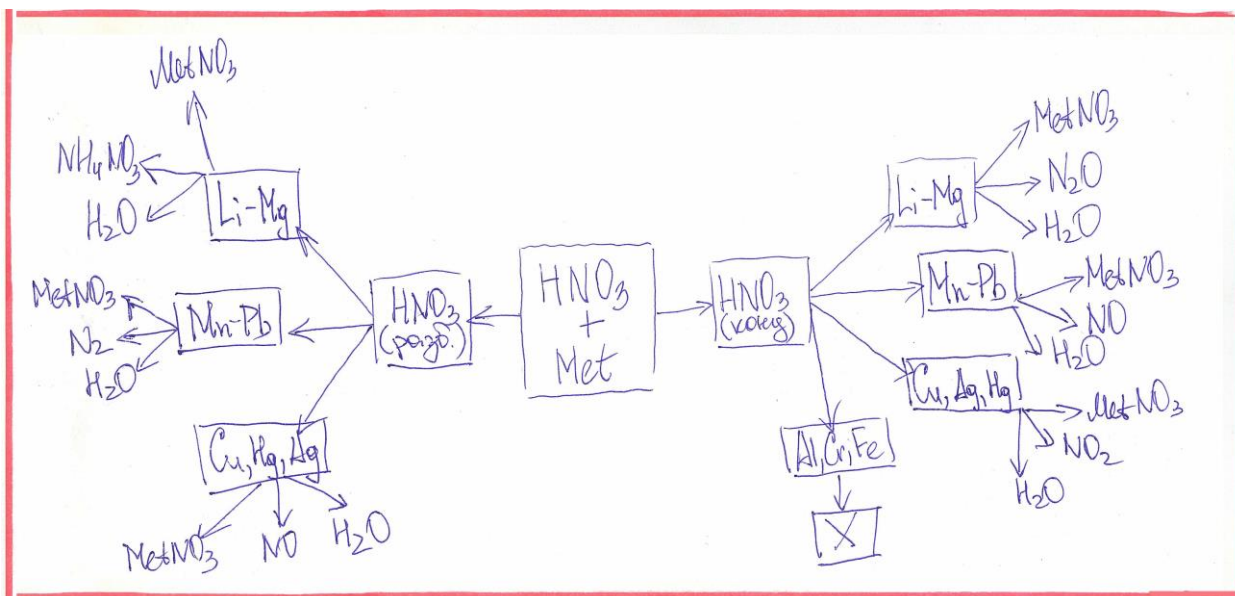 HNO₃
+
Met
HNO₃
(разб.)
Li-Mg
MetNO₃
NH₄NO₃
H₂O
Mn-Pb
MetNO₃
N₂
H₂O
Cu, Hg, Ag
MetNO₃
NO
H₂O
HNO₃
(конц)
Li-Mg
MetNO₃
N₂O
H₂O
Mn-Pb
MetNO₃
NO
H₂O
Cu, Ag, Hg
MetNO₃
NO₂
H₂O
Al, Cr, Fe
X